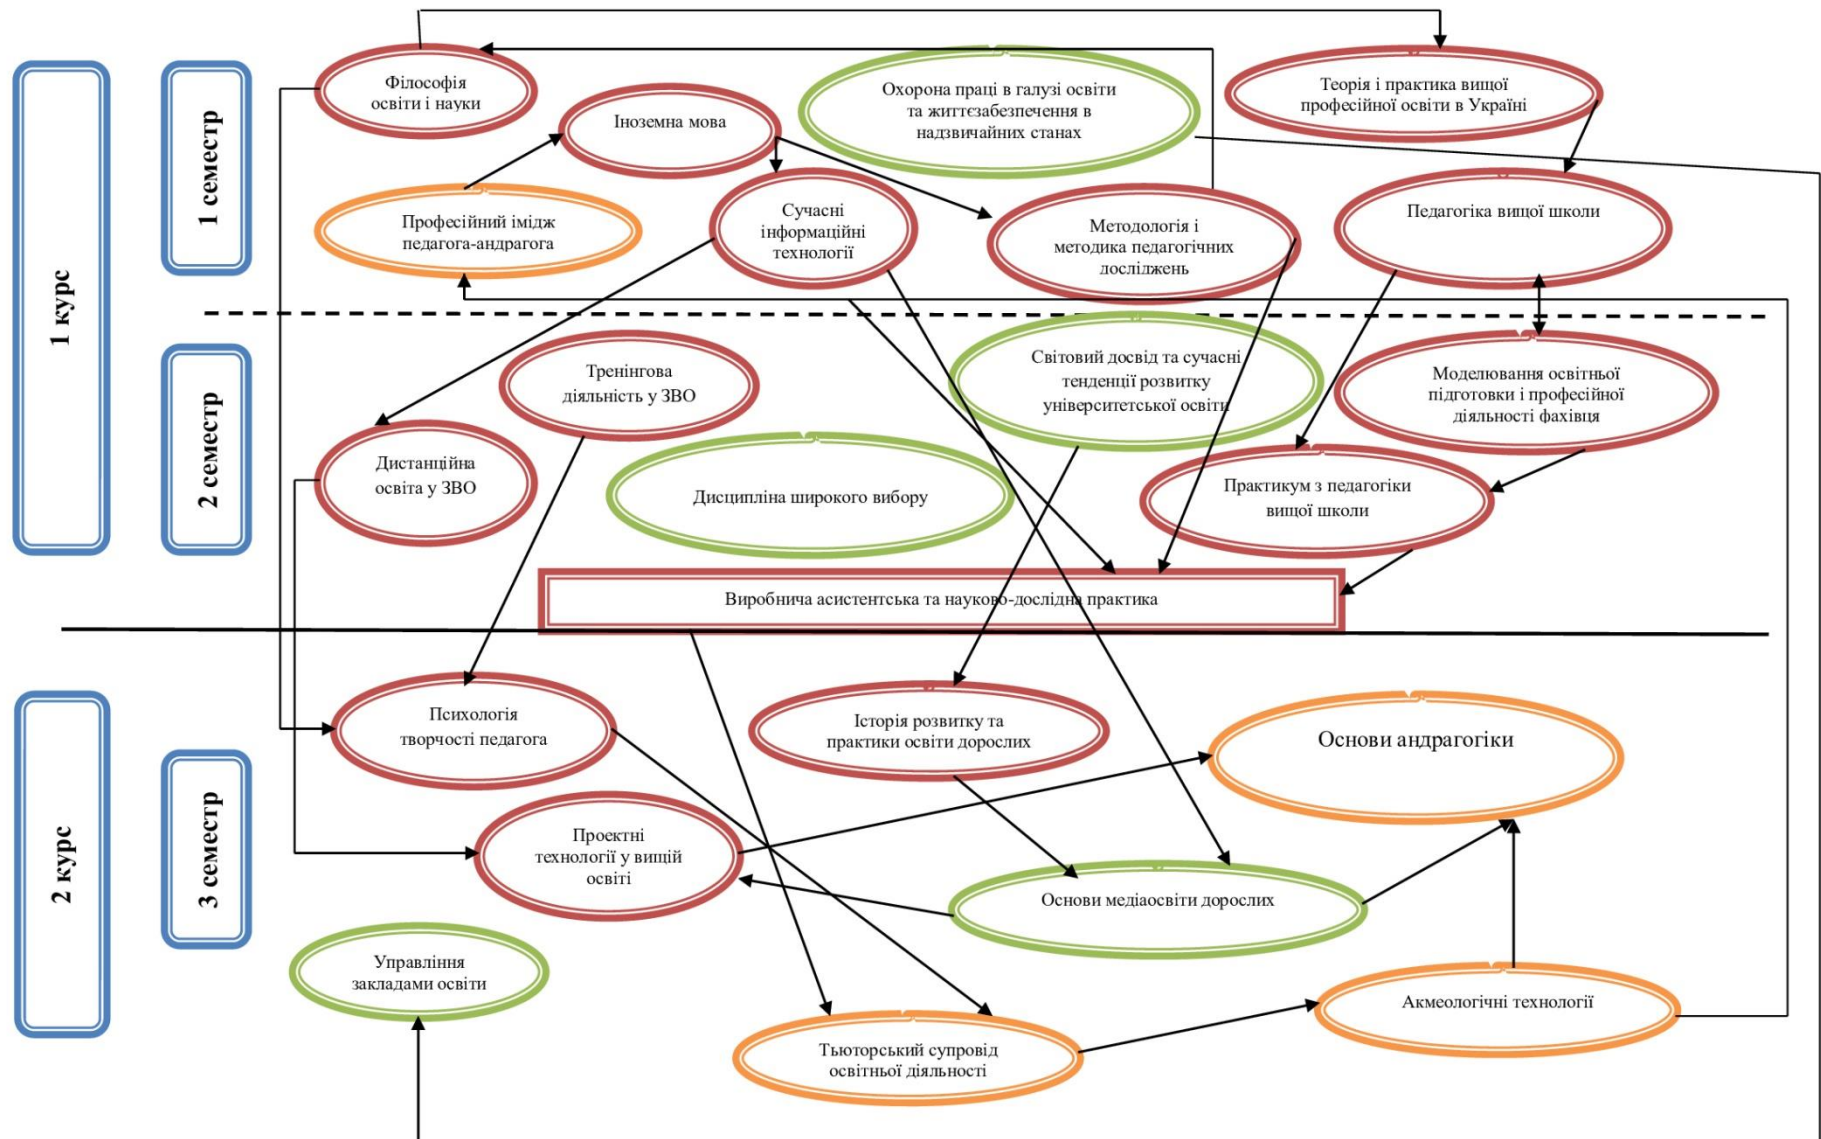 1 курс
1 семестр
Філософія
освіти і науки
Іноземна мова
Охорона праці в галузі освіти
та життєзабезпечення в
надзвичайних станах
Теорія і практика вищої
професійної освіти в Україні
Професійний імідж
педагога-андрагога
Сучасні
інформаційні
технології
Методологія і
методика педагогічних
досліджень
Педагогіка вищої школи
2 семестр
Тренінгова
діяльність у ЗВО
Світовий досвід та сучасні
тенденції розвитку
університетської освіти
Моделювання освітньої
підготовки і професійної
діяльності фахівця
Дистанційна
освіта у ЗВО
Дисципліна широкого вибору
Практикум з педагогіки
вищої школи
Виробнича асистентська та науково-дослідна практика
2 курс
3 семестр
Психологія
творчості педагога
Історія розвитку та
практики освіти дорослих
Основи андрагогіки
Проектні
технології у вищій
освіті
Основи медіаосвіти дорослих
Управління
закладами освіти
Акмеологічні технології
Тьюторський супровід
освітньої діяльності